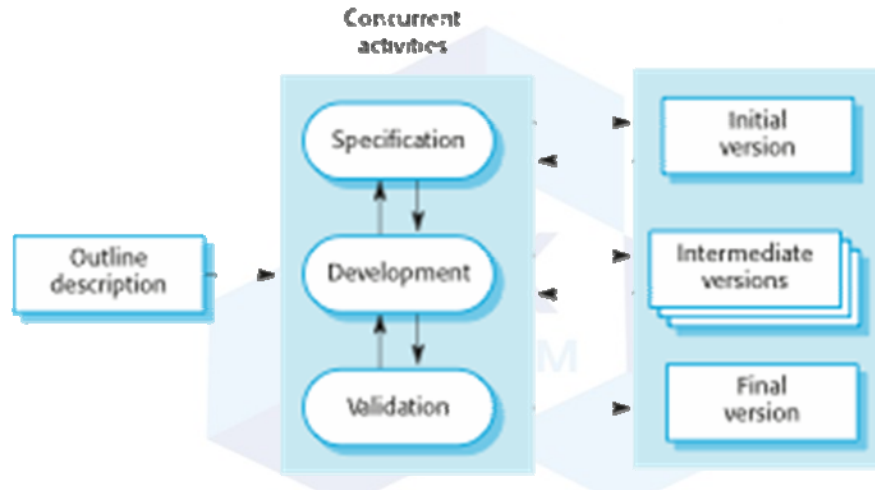 Concurrent
activities
Specification
Initial
version
Outline
description
Development
Intermediate
versions
Validation
Final
version